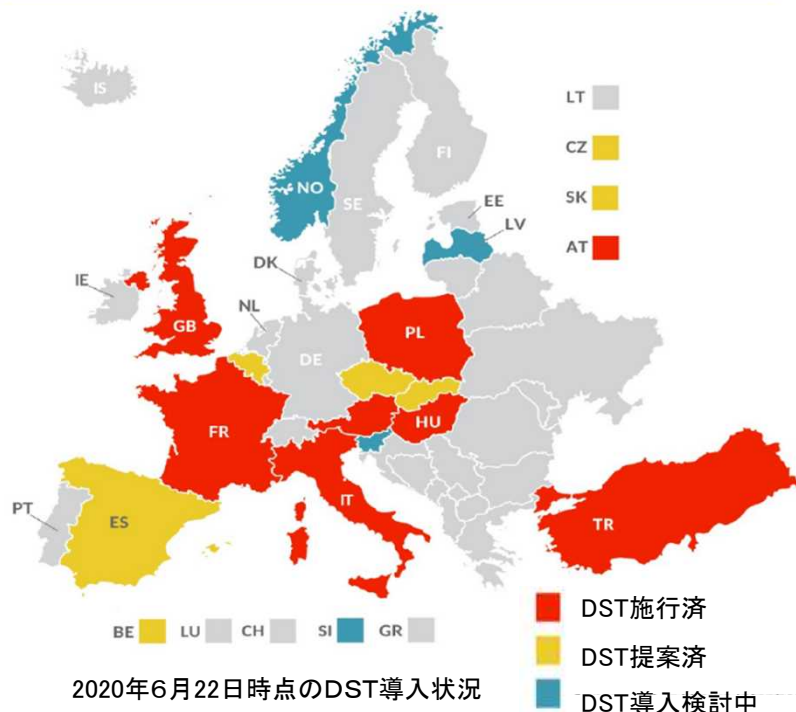 IS
LT
CZ
SK
AT
FI
NO
SE
EE
LV
DK
IE
NL
GB
PL
DE
FR
HU
IT
PT
ES
TR
BE
LU
CH
SI
GR
DST施行済
DST提案済
DST導入検討中
2020年6月22日時点のDST導入状況